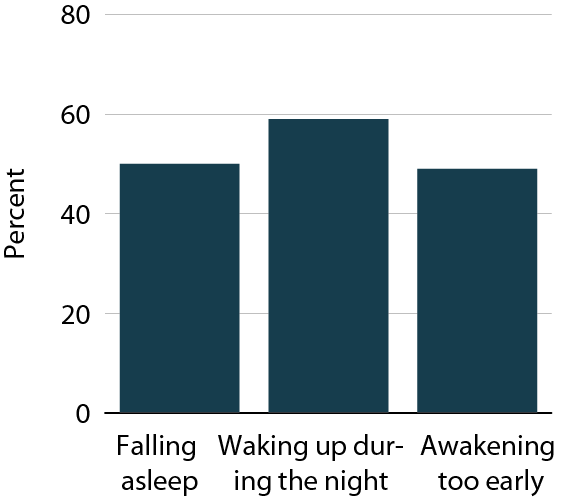 80
60
40
20
0
Percent
Falling
asleep
Waking up dur-
ing the night
Awakening
too early